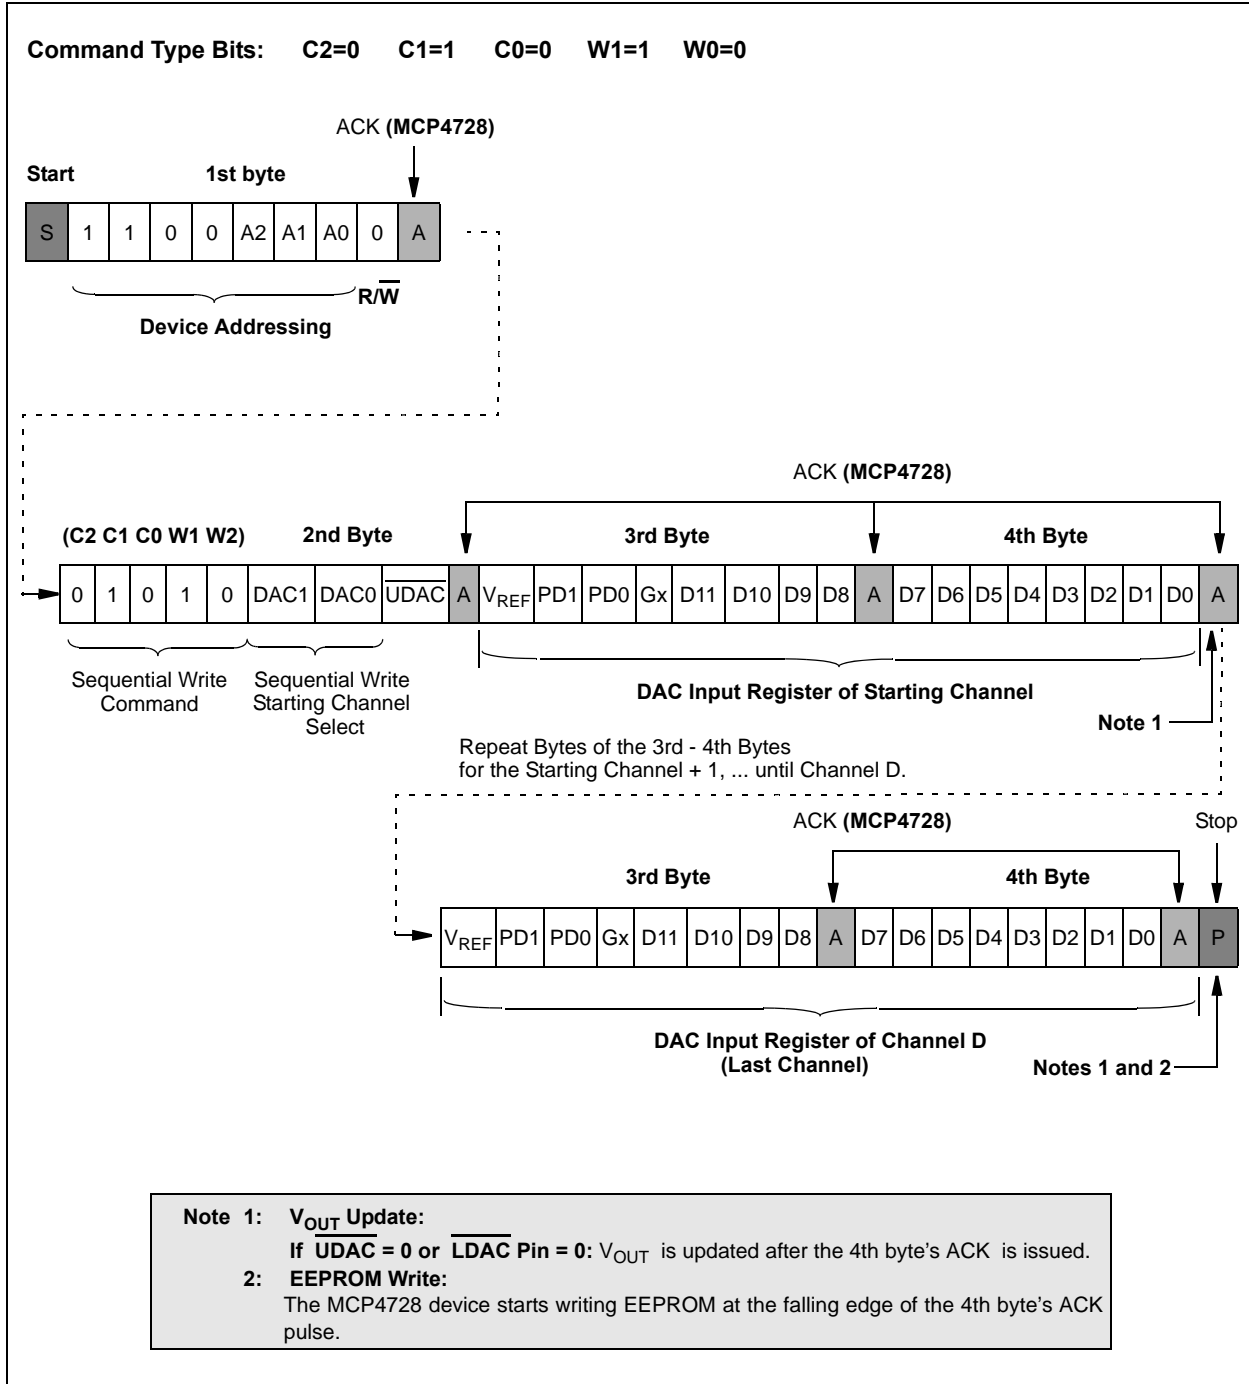 Command Type Bits: C2=0 C1=1 C0=0 W1=1 W0=0
ACK (MCP4728)
Start 1st byte
S 1 1 0 0 A2 A1 A0 0 A
R/W̅
Device Addressing
ACK (MCP4728)
(C2 C1 C0 W1 W2) 2nd Byte 3rd Byte 4th Byte
0 1 0 1 0 DAC1 DAC0 U̅D̅A̅C̅ A VREF PD1 PD0 Gx D11 D10 D9 D8 A D7 D6 D5 D4 D3 D2 D1 D0 A
Sequential Write
Command
Sequential Write
Starting Channel
Select
DAC Input Register of Starting Channel
Note 1
Repeat Bytes of the 3rd - 4th Bytes
for the Starting Channel + 1, ... until Channel D.
ACK (MCP4728) Stop
3rd Byte 4th Byte
VREF PD1 PD0 Gx D11 D10 D9 D8 A D7 D6 D5 D4 D3 D2 D1 D0 A P
DAC Input Register of Channel D
(Last Channel)
Notes 1 and 2
Note 1: VOUT Update:
If U̅D̅A̅C̅ = 0 or L̅D̅A̅C̅ Pin = 0: VOUT is updated after the 4th byte's ACK is issued.
2: EEPROM Write:
The MCP4728 device starts writing EEPROM at the falling edge of the 4th byte's ACK
pulse.